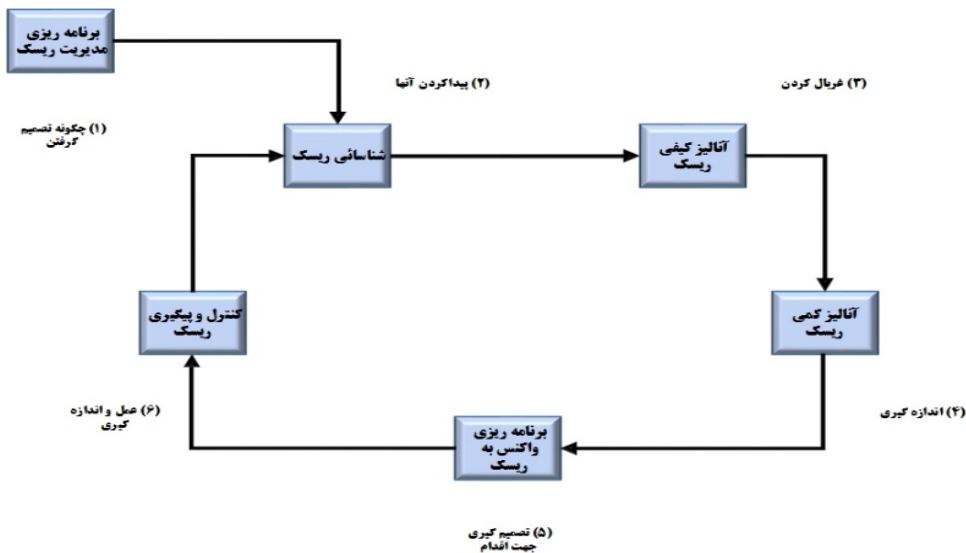 برنامه ریزی
مدیریت ریسک
(۱) چگونه تصمیم
گرفتن
(۲) پیداکردن آنها
شناسائی ریسک
(۳) غربال کردن
آنالیز کیفی
ریسک
آنالیز کمی
ریسک
(۴) اندازه گیری
برنامه ریزی
واکنس به
ریسک
(۵) تصمیم گیری
جهت اقدام
کنترل و پیگیری
ریسک
(۶) عمل و اندازه
گیری